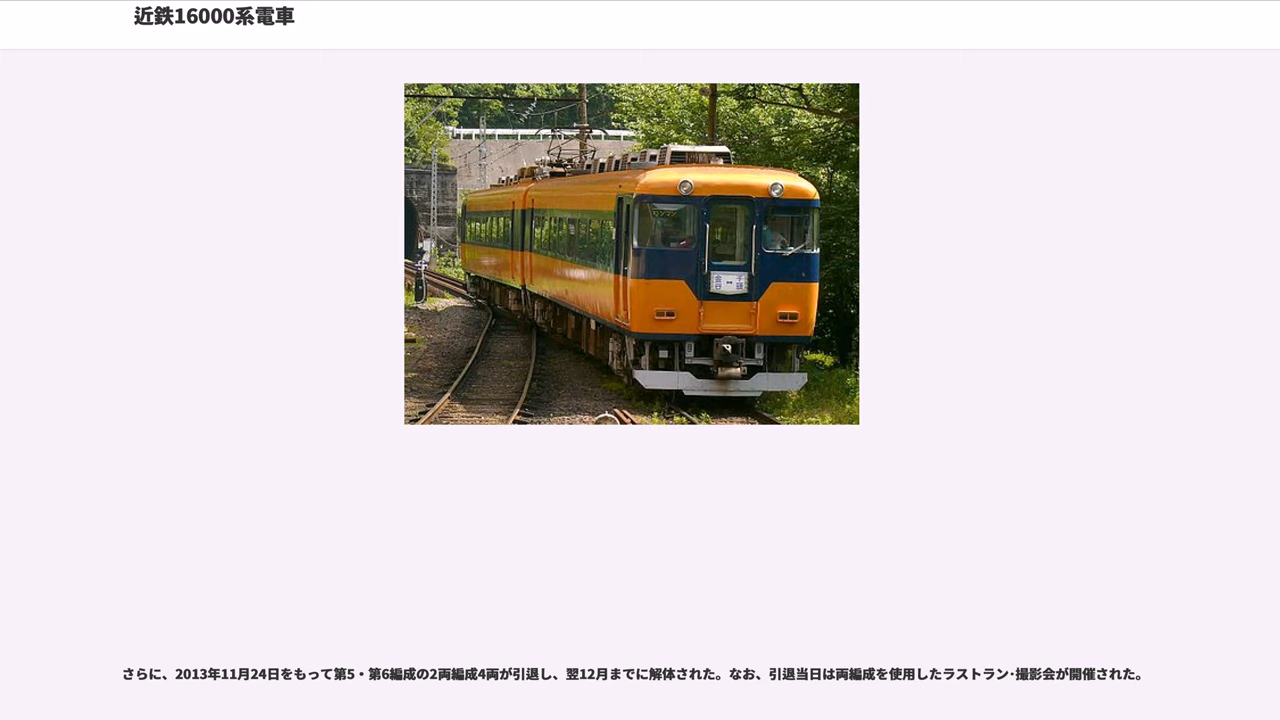 近鉄16000系電車
ワンマン
さらに、2013年11月24日をもって第5・第6編成の2両編成4両が引退し、翌12月までに解体された。なお、引退当日は両編成を使用したラストラン·撮影会が開催された。